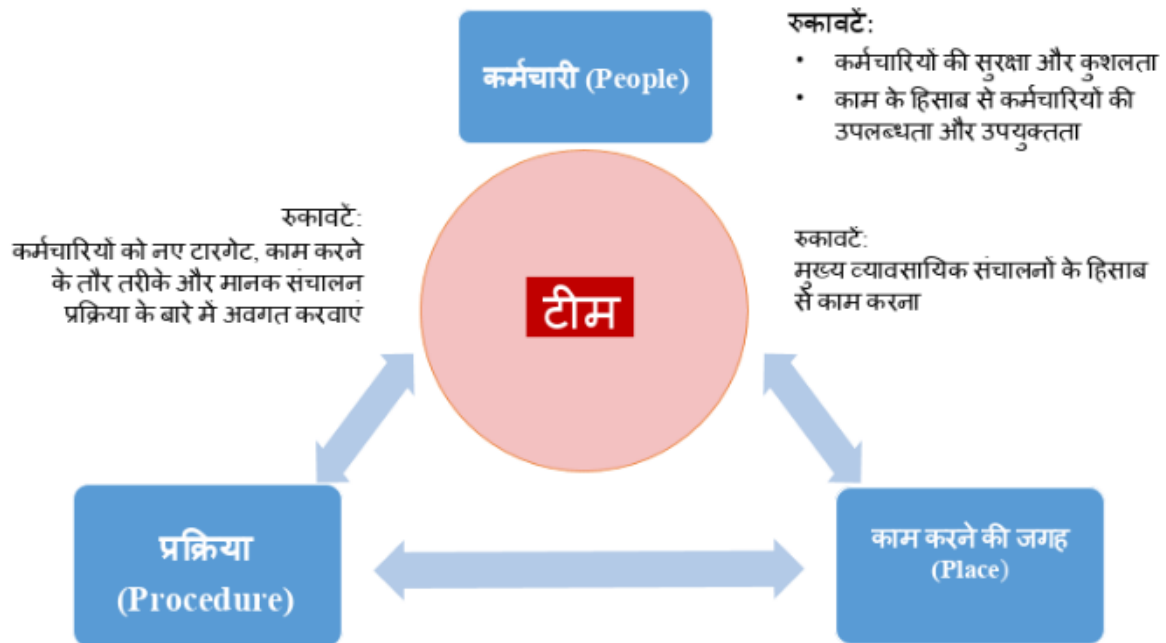 कर्मचारी (People)
रुकावटें:
• कर्मचारियों की सुरक्षा और कुशलता
• काम के हिसाब से कर्मचारियों की
उपलब्धता और उपयुक्तता
रुकावटें:
कर्मचारियों को नए टारगेट, काम करने
के तौर तरीके और मानक संचालन
प्रक्रिया के बारे में अवगत करवाएं
टीम
रुकावटें:
मुख्य व्यावसायिक संचालनों के हिसाब
से काम करना
प्रक्रिया
(Procedure)
काम करने की जगह
(Place)